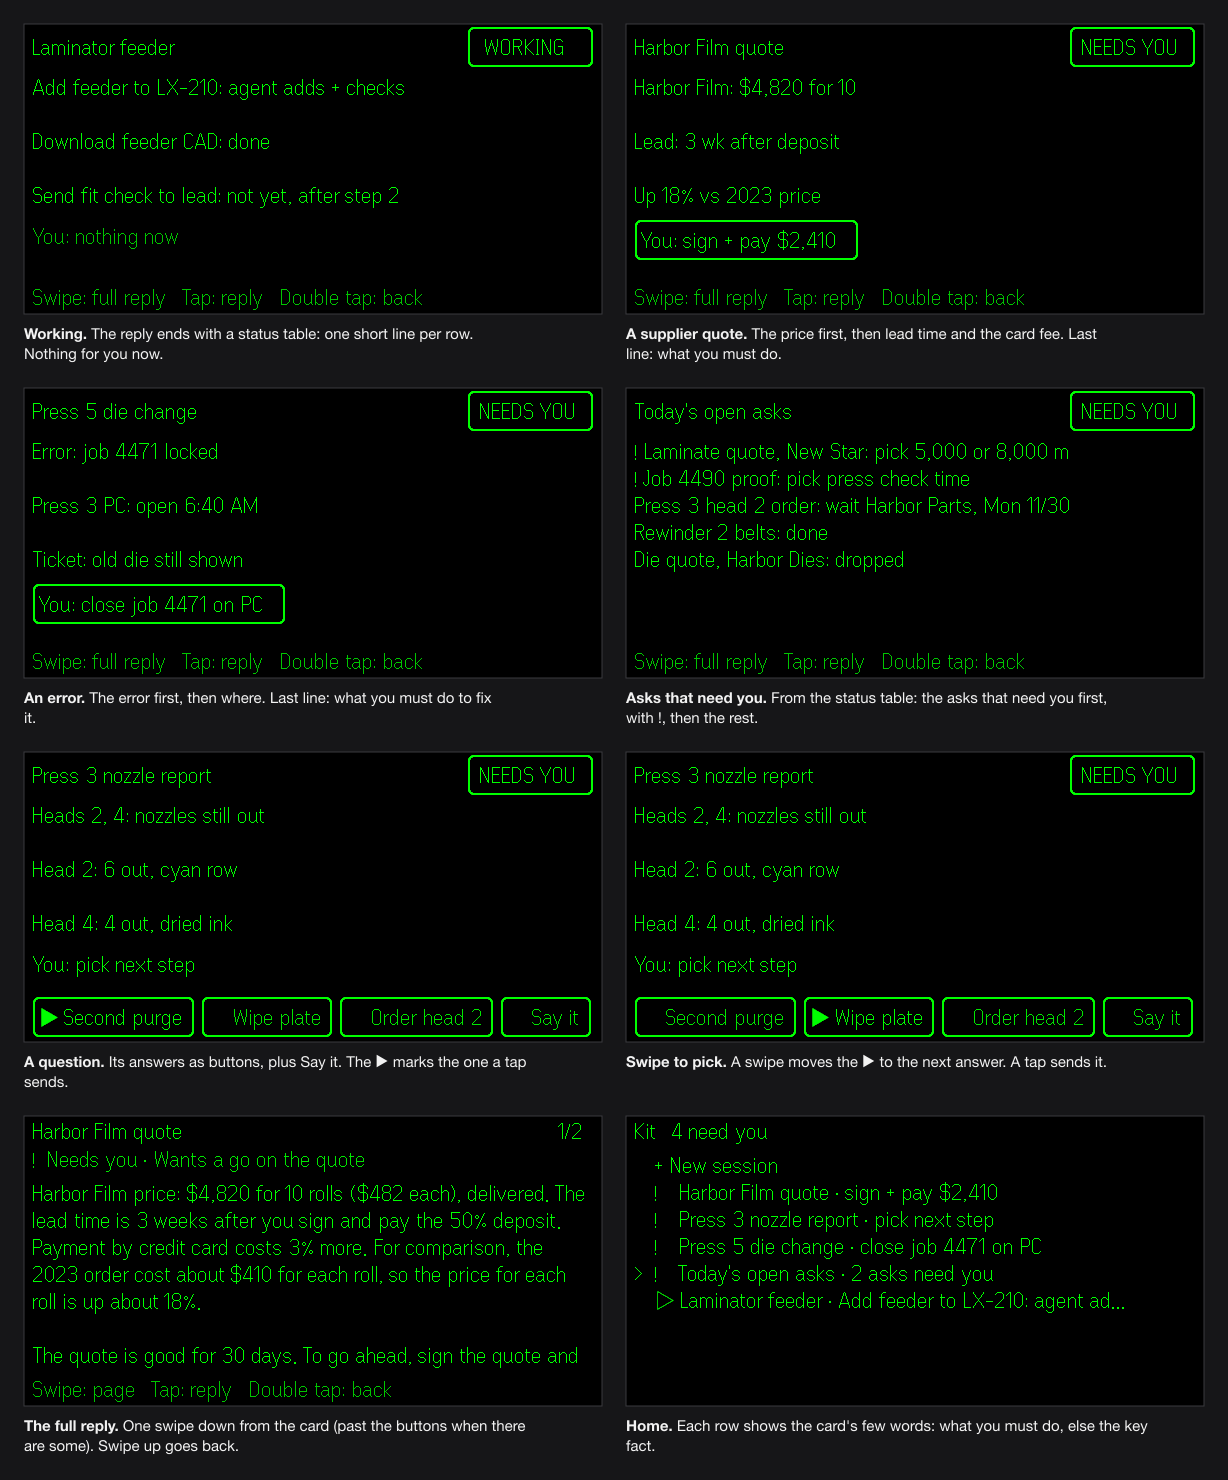 Laminator feeder
WORKING
Add feeder to LX-210: agent adds + checks
Download feeder CAD: done
Send fit check to lead: not yet, after step 2
You: nothing now
Swipe: full reply Tap: reply Double tap: back
Working. The reply ends with a status table: one short line per row.
Nothing for you now.
Harbor Film quote
NEEDS YOU
Harbor Film: $4,820 for 10
Lead: 3 wk after deposit
Up 18% vs 2023 price
You: sign + pay $2,410
Swipe: full reply Tap: reply Double tap: back
A supplier quote. The price first, then lead time and the card fee. Last
line: what you must do.
Press 5 die change
NEEDS YOU
Error: job 4471 locked
Press 3 PC: open 6:40 AM
Ticket: old die still shown
You: close job 4471 on PC
Swipe: full reply Tap: reply Double tap: back
An error. The error first, then where. Last line: what you must do to fix
it.
Today's open asks
NEEDS YOU
! Laminate quote, New Star: pick 5,000 or 8,000 m
! Job 4490 proof: pick press check time
Press 3 head 2 order: wait Harbor Parts, Mon 11/30
Rewinder 2 belts: done
Die quote, Harbor Dies: dropped
Swipe: full reply Tap: reply Double tap: back
Asks that need you. From the status table: the asks that need you first,
with !, then the rest.
Press 3 nozzle report
NEEDS YOU
Heads 2, 4: nozzles still out
Head 2: 6 out, cyan row
Head 4: 4 out, dried ink
You: pick next step
▶ Second purge
Wipe plate
Order head 2
Say it
A question. Its answers as buttons, plus Say it. The ▶ marks the one a tap
sends.
Press 3 nozzle report
NEEDS YOU
Heads 2, 4: nozzles still out
Head 2: 6 out, cyan row
Head 4: 4 out, dried ink
You: pick next step
Second purge
▶ Wipe plate
Order head 2
Say it
Swipe to pick. A swipe moves the ▶ to the next answer. A tap sends it.
Harbor Film quote
1/2
! Needs you · Wants a go on the quote
Harbor Film price: $4,820 for 10 rolls ($482 each), delivered. The
lead time is 3 weeks after you sign and pay the 50% deposit.
Payment by credit card costs 3% more. For comparison, the
2023 order cost about $410 for each roll, so the price for each
roll is up about 18%.
The quote is good for 30 days. To go ahead, sign the quote and
Swipe: page Tap: reply Double tap: back
The full reply. One swipe down from the card (past the buttons when there
are some). Swipe up goes back.
Kit 4 need you
+ New session
! Harbor Film quote · sign + pay $2,410
! Press 3 nozzle report · pick next step
! Press 5 die change · close job 4471 on PC
> ! Today's open asks · 2 asks need you
▷ Laminator feeder · Add feeder to LX-210: agent ad...
Home. Each row shows the card's few words: what you must do, else the key
fact.